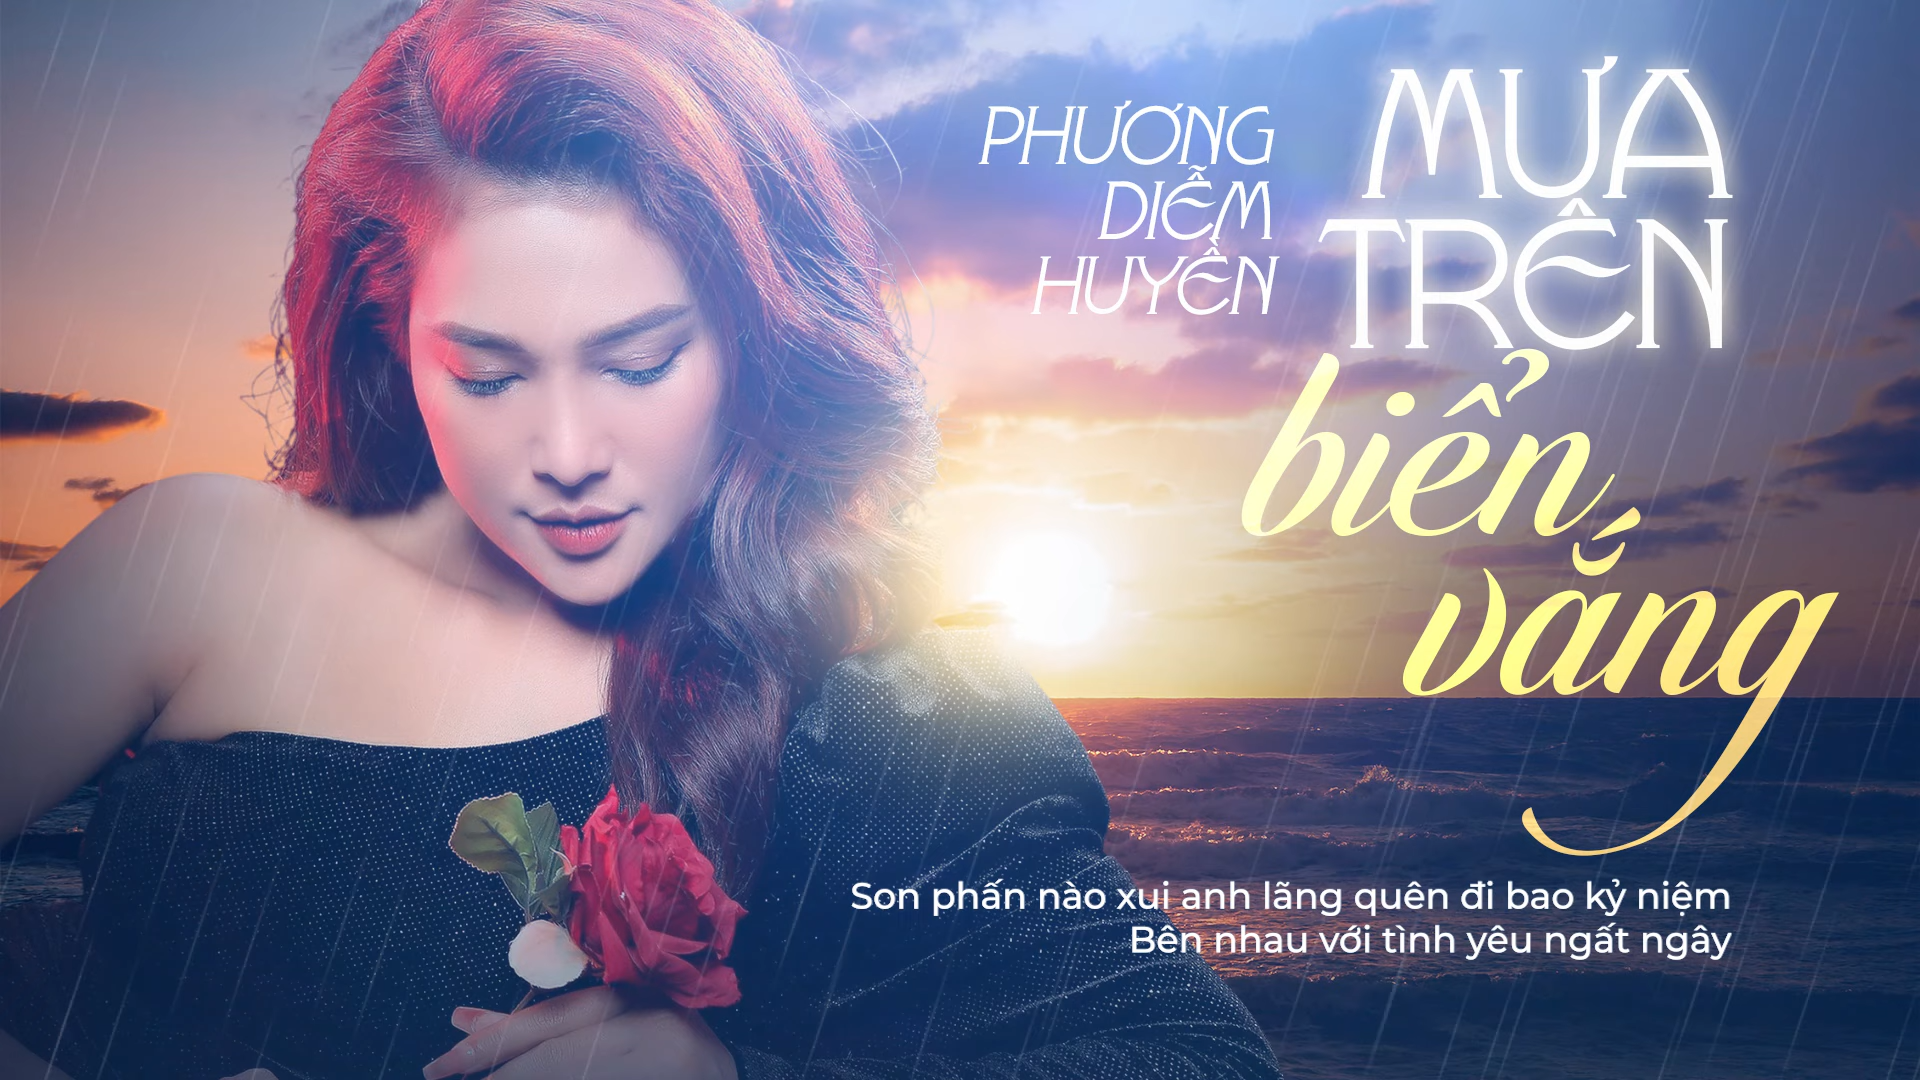 PHƯƠNG
DIỄM
HUYỀN
MƯA
TRÊN
biển
vắng
Son phấn nào xui anh lãng quên đi bao kỷ niệm
Bên nhau với tình yêu ngất ngây